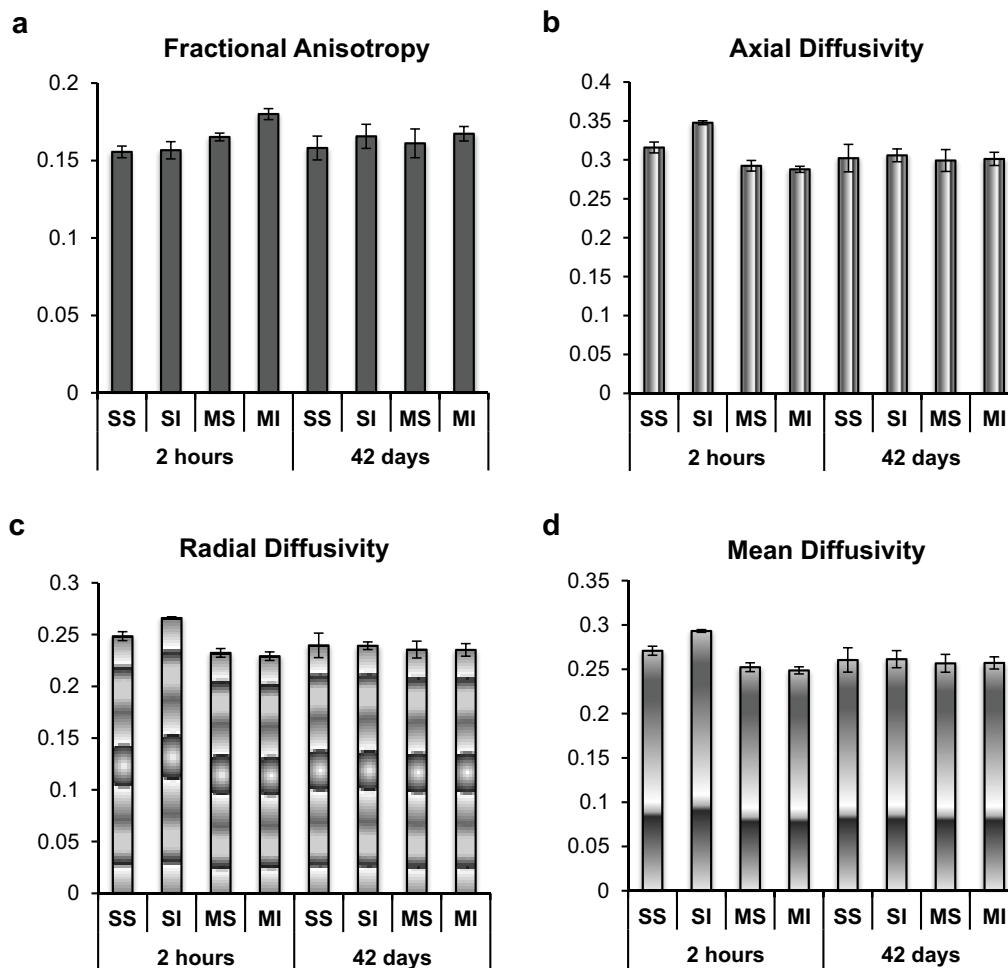 a
Fractional Anisotropy
0.2
0.15
0.1
0.05
0
SS SI MS MI SS SI MS MI
2 hours 42 days
b
Axial Diffusivity
0.4
0.35
0.3
0.25
0.2
0.15
0.1
0.05
0
SS SI MS MI SS SI MS MI
2 hours 42 days
c
Radial Diffusivity
0.3
0.25
0.2
0.15
0.1
0.05
0
SS SI MS MI SS SI MS MI
2 hours 42 days
d
Mean Diffusivity
0.35
0.3
0.25
0.2
0.15
0.1
0.05
0
SS SI MS MI SS SI MS MI
2 hours 42 days